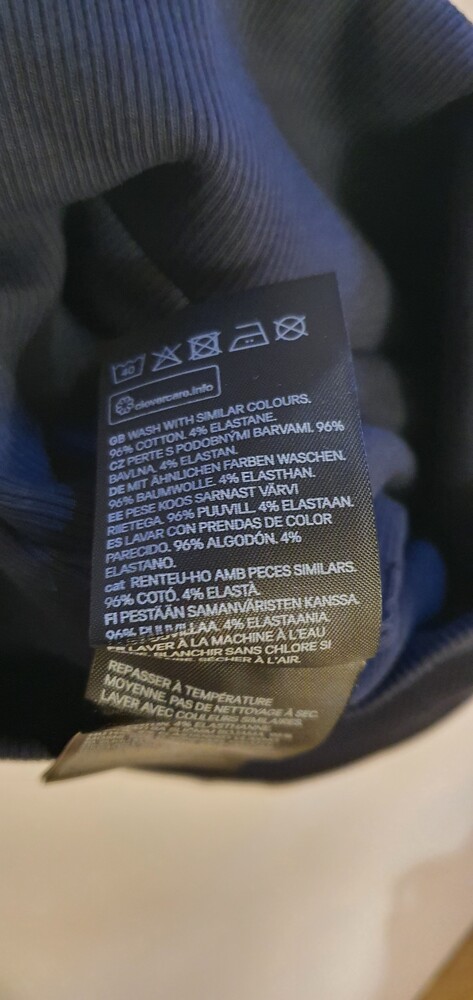 40
clevercare.info
GB WASH WITH SIMILAR COLOURS.
96% COTTON. 4% ELASTANE.
CZ PERTE S PODOBNÝMI BARVAMI. 96%
BAVLNA. 4% ELASTAN.
DE MIT ÄHNLICHEN FARBEN WASCHEN.
96% BAUMWOLLE. 4% ELASTHAN.
EE PESE KOOS SARNAST VÄRVI
RIIETEGA. 96% PUUVILL. 4% ELASTAAN.
ES LAVAR CON PRENDAS DE COLOR
PARECIDO. 96% ALGODÓN. 4%
ELASTANO.
cat RENTEU-HO AMB PECES SIMILARS.
96% COTÓ. 4% ELASTÀ.
FI PESTÄÄN SAMANVÄRISTEN KANSSA.
96% PUUVILLAA. 4% ELASTAANIA.
FR LAVER À LA MACHINE À L'EAU
BLANCHIR SANS CHLORE SI
SÉCHER À L'AIR.
REPASSER À TEMPÉRATURE
MOYENNE. PAS DE NETTOYAGE À SEC.
LAVER AVEC COULEURS SIMILAIRES.
4% ELASTHANNE